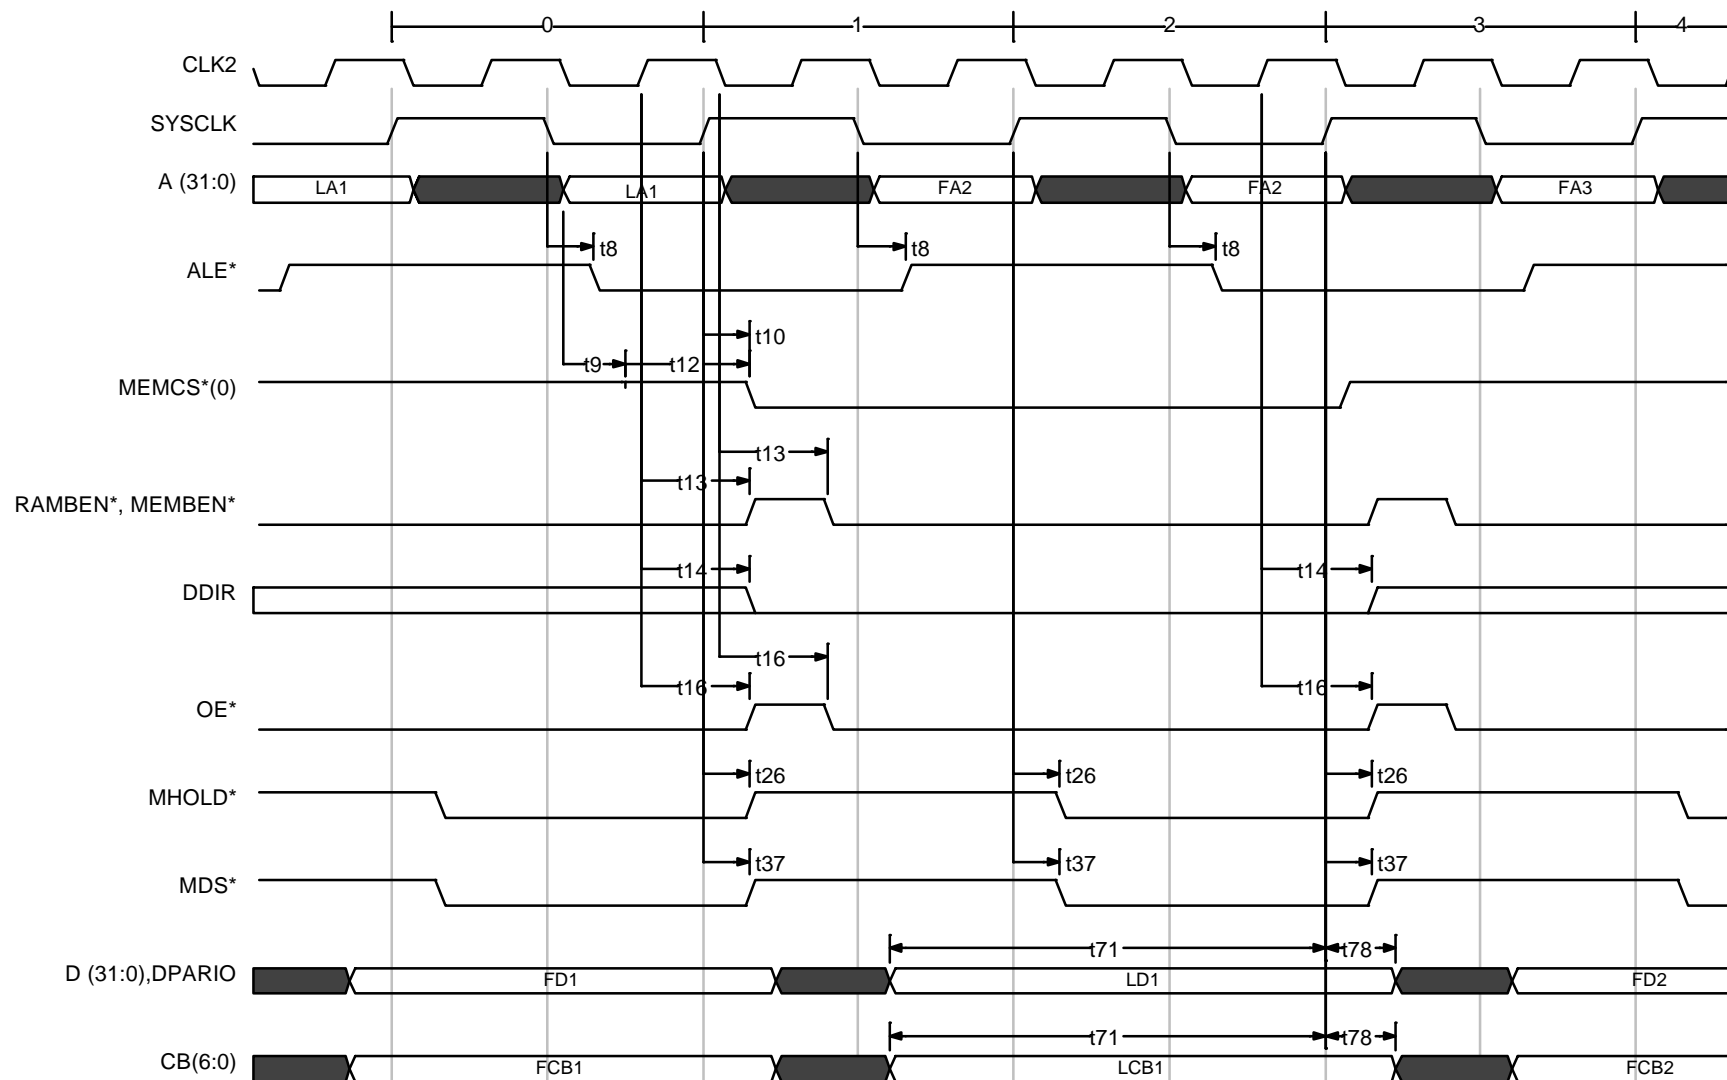 0 1 2 3 4
CLK2
SYSCLK
A (31:0) LA1 LA1 FA2 FA2 FA3
t8 t8 t8
ALE*
t10
t9 t12
MEMCS*(0)
t13
t13
RAMBEN*, MEMBEN*
t14 t14
DDIR
t16
t16 t16
OE*
t26 t26 t26
MHOLD*
t37 t37 t37
MDS*
t71 t78
D (31:0),DPARIO FD1 LD1 FD2
t71 t78
CB(6:0) FCB1 LCB1 FCB2